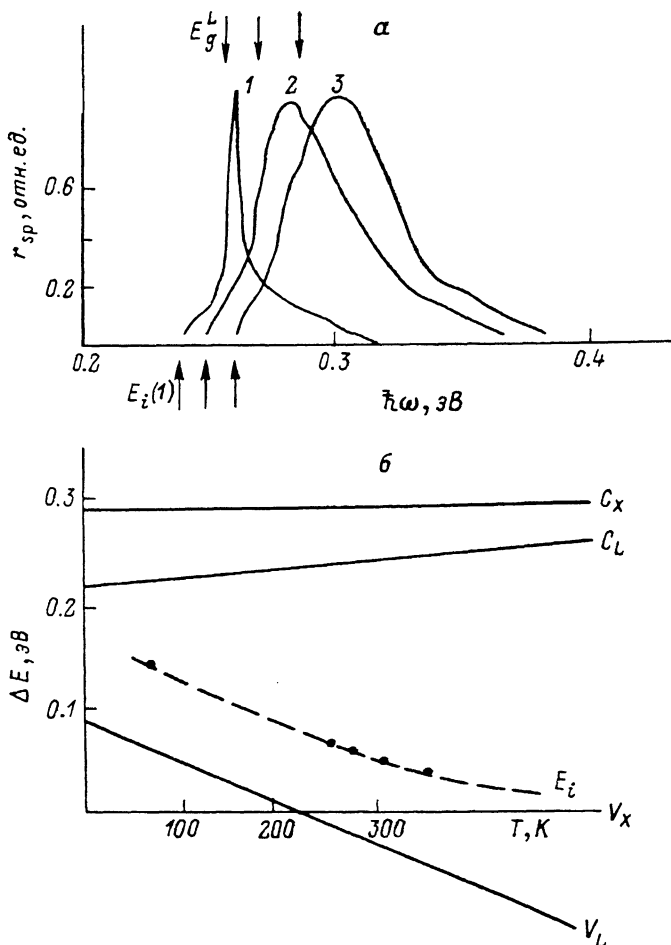 E_g^L
а
1 2 3
r_sp, отн. ед.
0.6
0.2
0.2 0.3 0.4
E_i(1)
ħω, эВ
б
0.3
C_X
C_L
0.2
ΔE, эВ
0.1
E_i
V_X
100 200 300 T, К
V_L